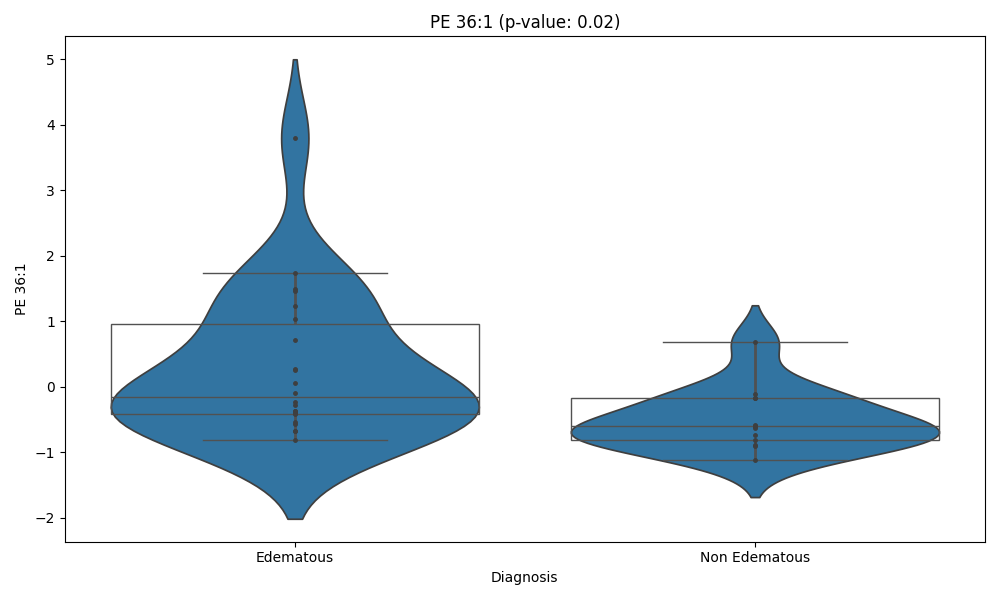 PE 36:1 (p-value: 0.02)
5
4
3
2
1
0
−1
−2
PE 36:1
Edematous
Non Edematous
Diagnosis